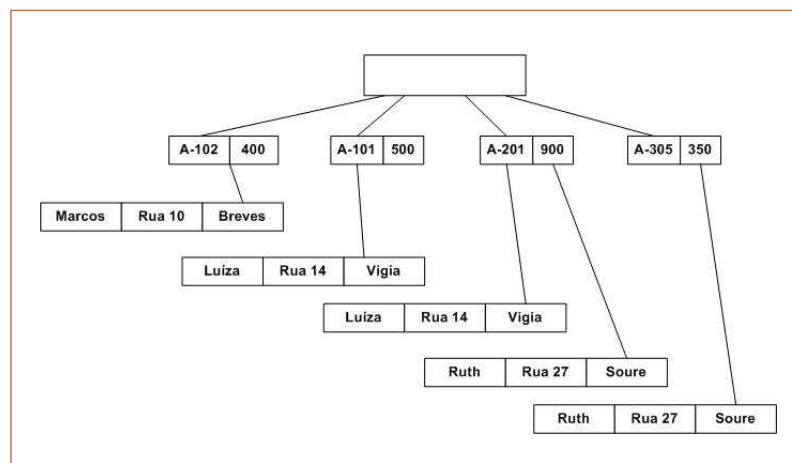 A-102 400 A-101 500 A-201 900 A-305 350
Marcos Rua 10 Breves
Luíza Rua 14 Vigia
Luíza Rua 14 Vigia
Ruth Rua 27 Soure
Ruth Rua 27 Soure